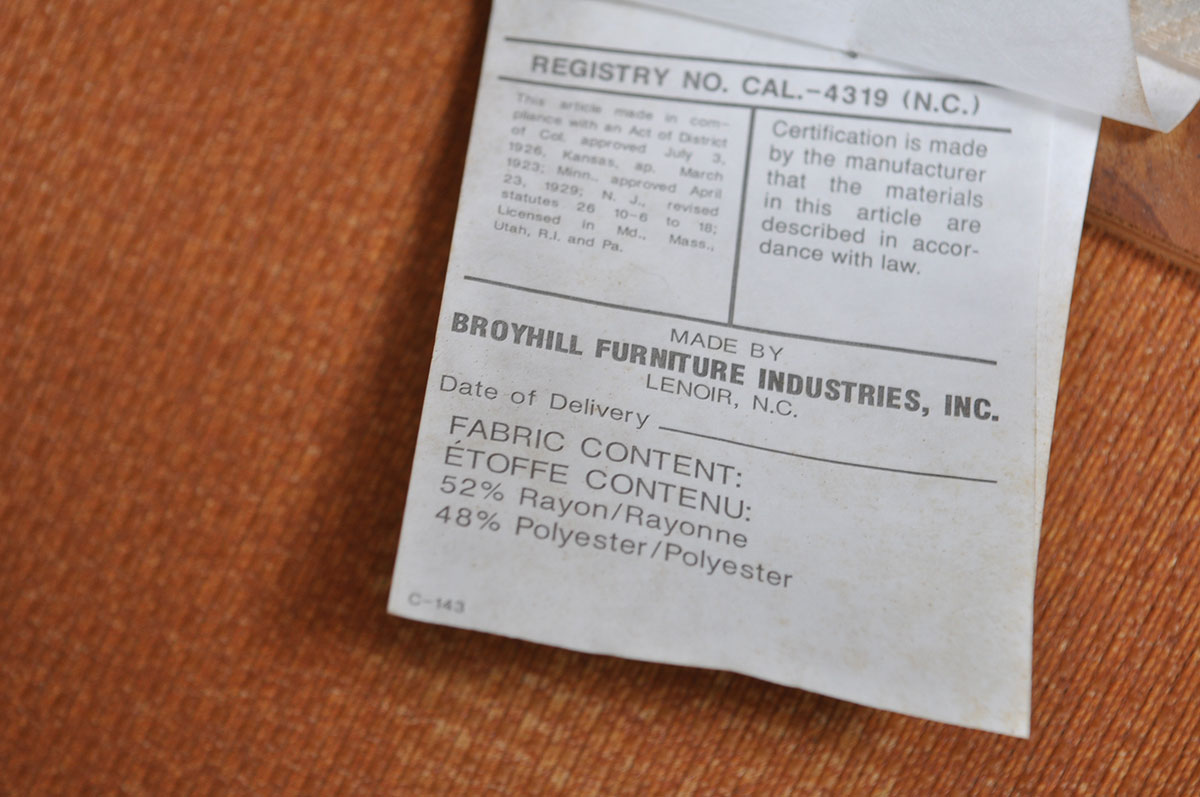 REGISTRY NO. CAL.-4319 (N.C.)
This article made in com-
pliance with an Act of District
of Col. approved July 3,
1926, Kansas, ap. March
1923; Minn., approved April
23, 1929; N. J., revised
statutes 26 10-6 to 18;
Licensed in Md., Mass.,
Utah, R.I. and Pa.
Certification is made
by the manufacturer
that the materials
in this article are
described in accor-
dance with law.
MADE BY
BROYHILL FURNITURE INDUSTRIES, INC.
LENOIR, N.C.
Date of Delivery
FABRIC CONTENT:
ÉTOFFE CONTENU:
52% Rayon/Rayonne
48% Polyester/Polyester
C-143